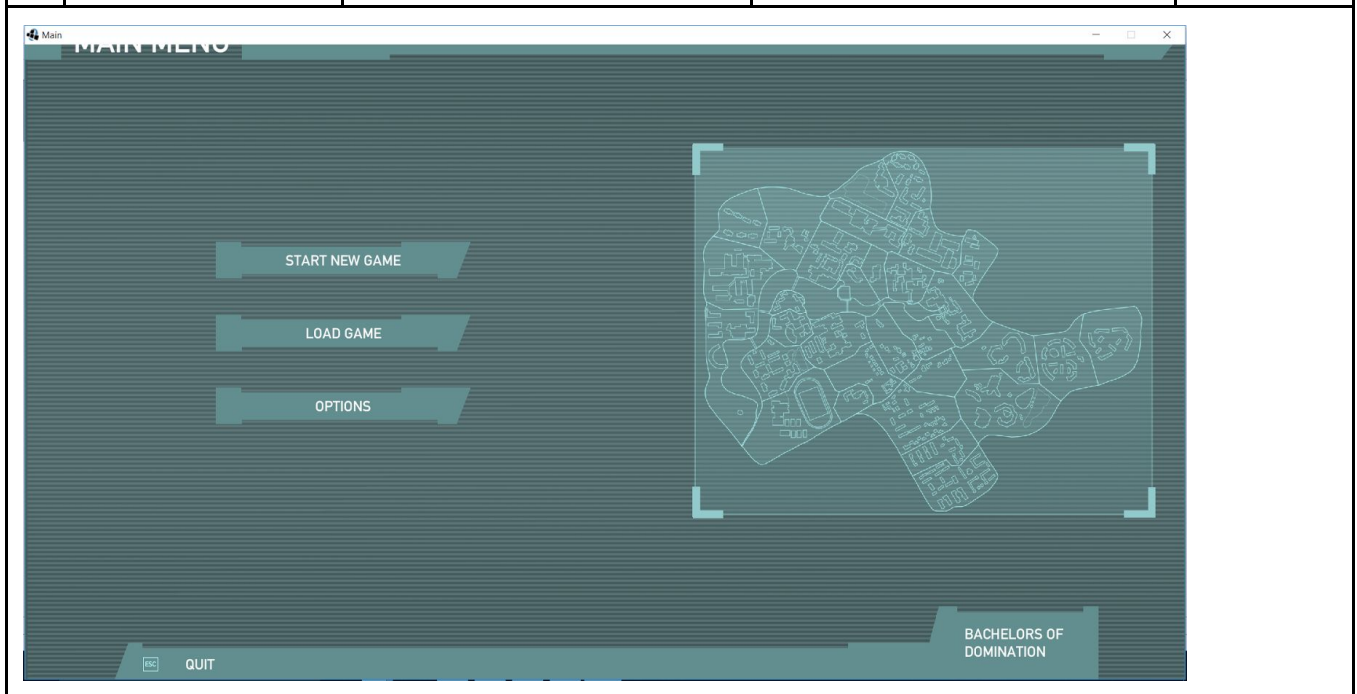 Main
MAIN MENU
START NEW GAME
LOAD GAME
OPTIONS
BACHELORS OF
DOMINATION
ESC QUIT